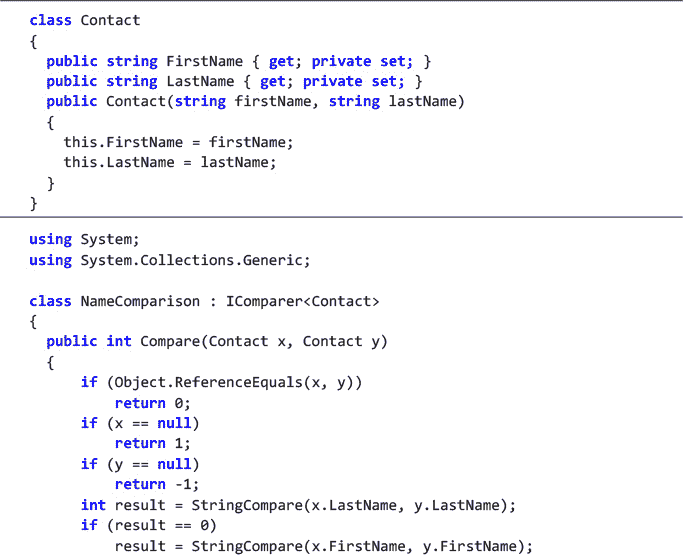 class Contact
{
  public string FirstName { get; private set; }
  public string LastName { get; private set; }
  public Contact(string firstName, string lastName)
  {
    this.FirstName = firstName;
    this.LastName = lastName;
  }
}
using System;
using System.Collections.Generic;

class NameComparison : IComparer<Contact>
{
  public int Compare(Contact x, Contact y)
  {
      if (Object.ReferenceEquals(x, y))
          return 0;
      if (x == null)
          return 1;
      if (y == null)
          return -1;
      int result = StringCompare(x.LastName, y.LastName);
      if (result == 0)
          result = StringCompare(x.FirstName, y.FirstName);